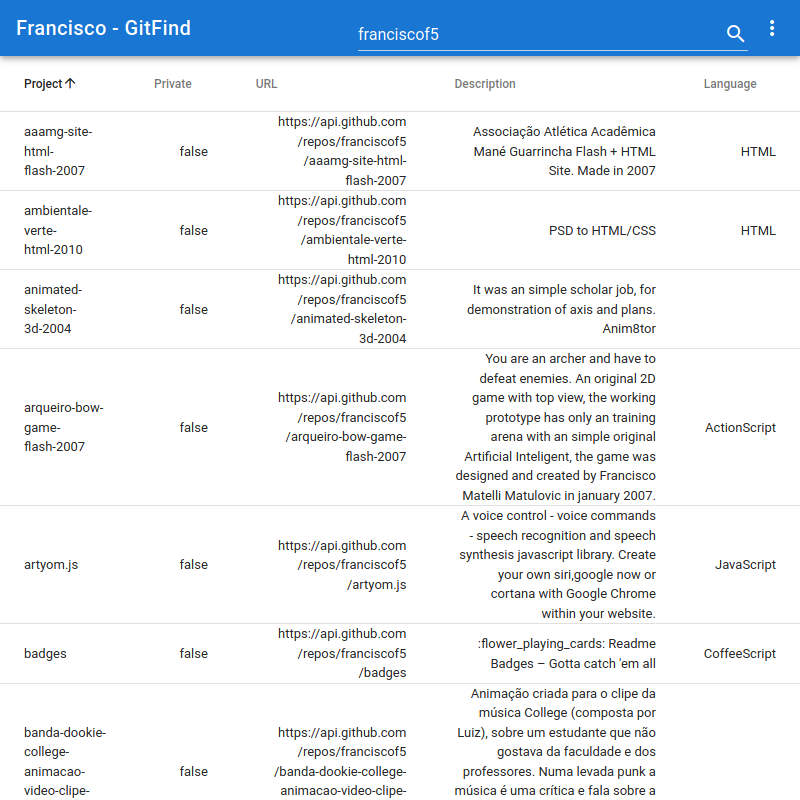 Francisco - GitFind
franciscof5
Project
Private
URL
Description
Language
aaamg-site-
html-
flash-2007
false
https://api.github.com
/repos/franciscof5
/aaamg-site-html-
flash-2007
Associação Atlética Acadêmica
Mané Guarrincha Flash + HTML
Site. Made in 2007
HTML
ambientale-
verte-
html-2010
false
https://api.github.com
/repos/franciscof5
/ambientale-verte-
html-2010
PSD to HTML/CSS
HTML
animated-
skeleton-
3d-2004
false
https://api.github.com
/repos/franciscof5
/animated-skeleton-
3d-2004
It was an simple scholar job, for
demonstration of axis and plans.
Anim8tor
arqueiro-bow-
game-
flash-2007
false
https://api.github.com
/repos/franciscof5
/arqueiro-bow-game-
flash-2007
You are an archer and have to
defeat enemies. An original 2D
game with top view, the working
prototype has only an training
arena with an simple original
Artificial Inteligent, the game was
designed and created by Francisco
Matelli Matulovic in january 2007.
ActionScript
artyom.js
false
https://api.github.com
/repos/franciscof5
/artyom.js
A voice control - voice commands
- speech recognition and speech
synthesis javascript library. Create
your own siri,google now or
cortana with Google Chrome
within your website.
JavaScript
badges
false
https://api.github.com
/repos/franciscof5
/badges
:flower_playing_cards: Readme
Badges – Gotta catch 'em all
CoffeeScript
banda-dookie-
college-
animacao-
video-clipe-
false
https://api.github.com
/repos/franciscof5
/banda-dookie-college-
animacao-video-clipe-
Animação criada para o clipe da
música College (composta por
Luiz), sobre um estudante que não
gostava da faculdade e dos
professores. Numa levada punk a
música é uma crítica e fala sobre a